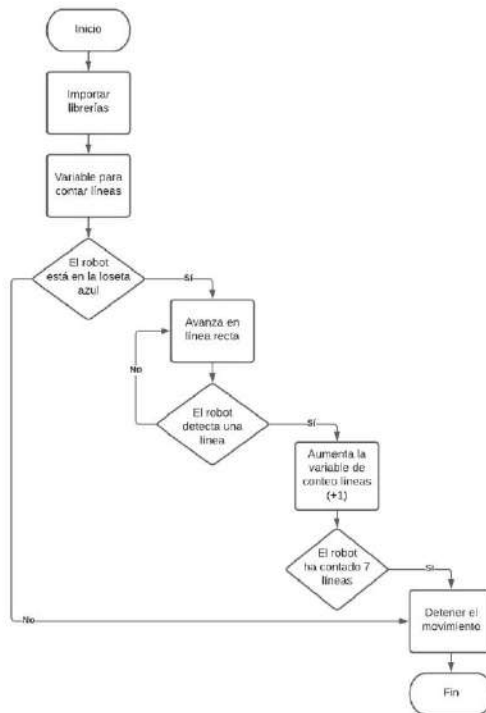 Inicio
Importar
librerías
Variable para
contar líneas
El robot
está en la loseta
azul
Sí
Avanza en
línea recta
No
El robot
detecta una
línea
Sí
Aumenta la
variable de
conteo líneas
(+1)
El robot
ha contado 7
líneas
Sí
No
Detener el
movimiento
Fin